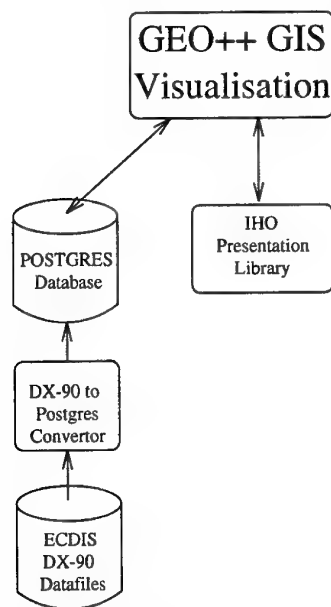 GEO++ GIS
Visualisation
POSTGRES
Database
IHO
Presentation
Library
DX-90 to
Postgres
Convertor
ECDIS
DX-90
Datafiles